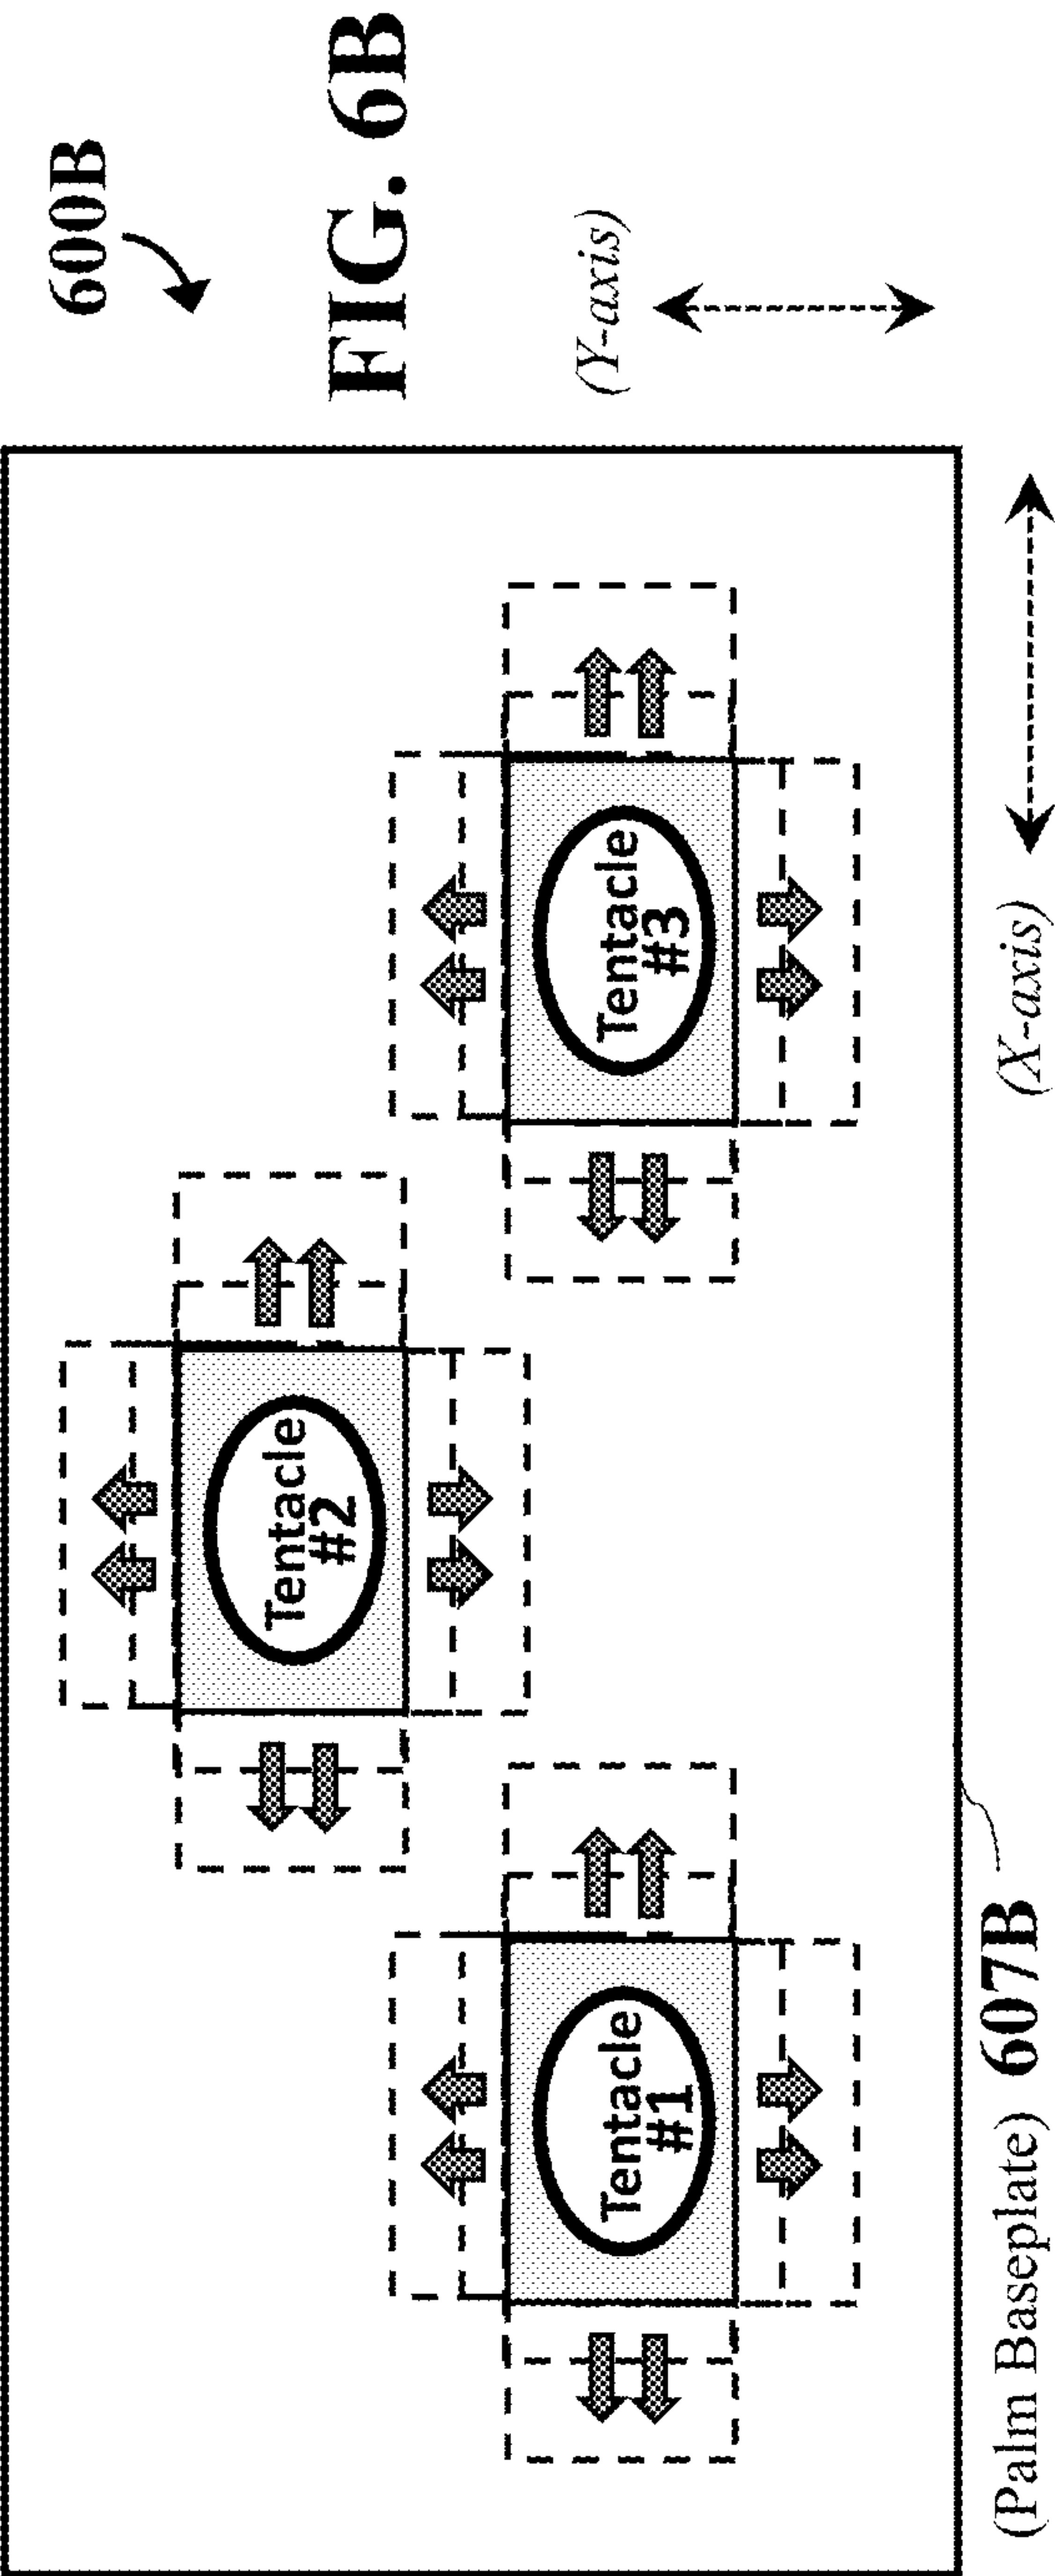 600B
FIG. 6B
(Y-axis)
Tentacle
#2
Tentacle
#1
Tentacle
#3
(Palm Baseplate) 607B
(X-axis)